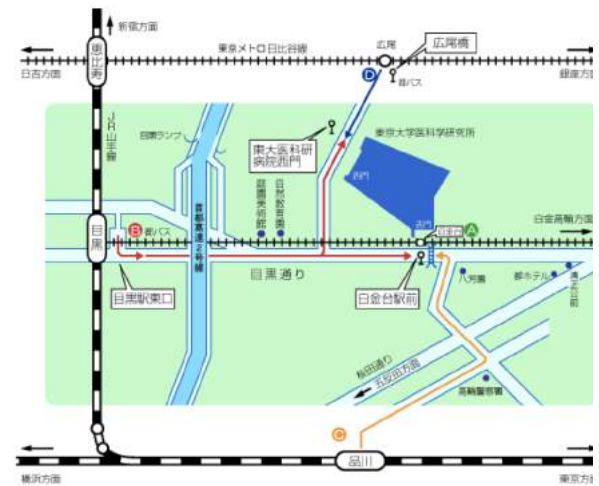 新宿方面
東京メトロ日比谷線
広尾
広尾橋
恵比寿
日吉方面
D
都バス
銀座方面
JR山手線
目黒ランプ
東大医科研
病院西門
東京大学医科学研究所
西門
首都高速2号線
庭園美術館
自然教育園
目黒
B
都バス
正門
白金台
A
白金高輪方面
目黒通り
目黒駅東口
白金台駅前
八芳園
都ホテル
清正公前
桜田通り
五反田方面
高輪警察署
C
品川
横浜方面
東京方面